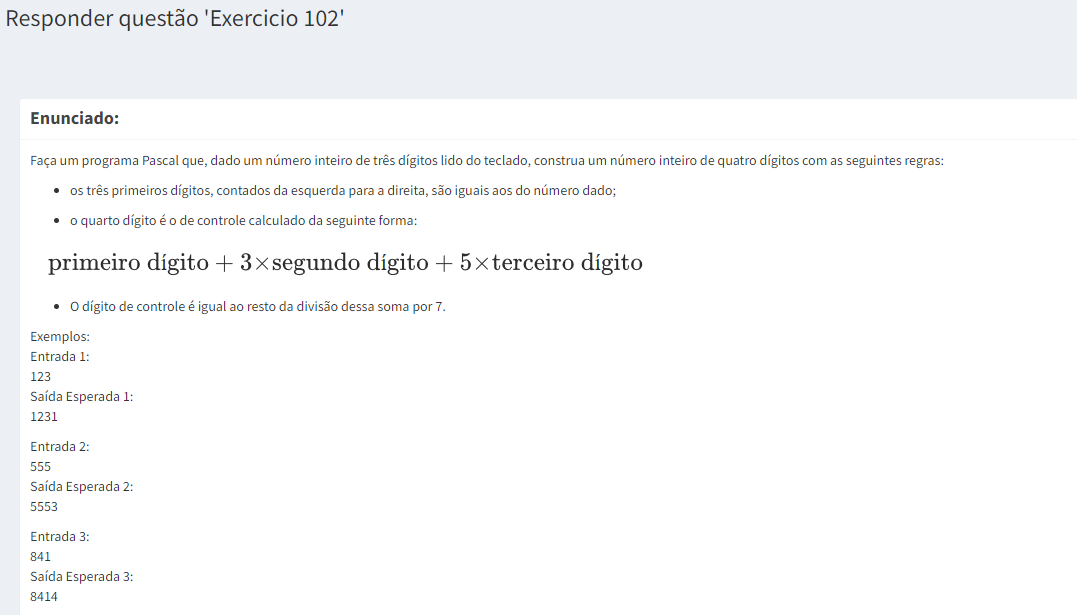 Responder questão 'Exercicio 102'
Enunciado:
Faça um programa Pascal que, dado um número inteiro de três dígitos lido do teclado, construa um número inteiro de quatro dígitos com as seguintes regras:
• os três primeiros dígitos, contados da esquerda para a direita, são iguais aos do número dado;
• o quarto dígito é o de controle calculado da seguinte forma:
primeiro dígito + 3×segundo dígito + 5×terceiro dígito
• O dígito de controle é igual ao resto da divisão dessa soma por 7.
Exemplos:
Entrada 1:
123
Saída Esperada 1:
1231
Entrada 2:
555
Saída Esperada 2:
5553
Entrada 3:
841
Saída Esperada 3:
8414